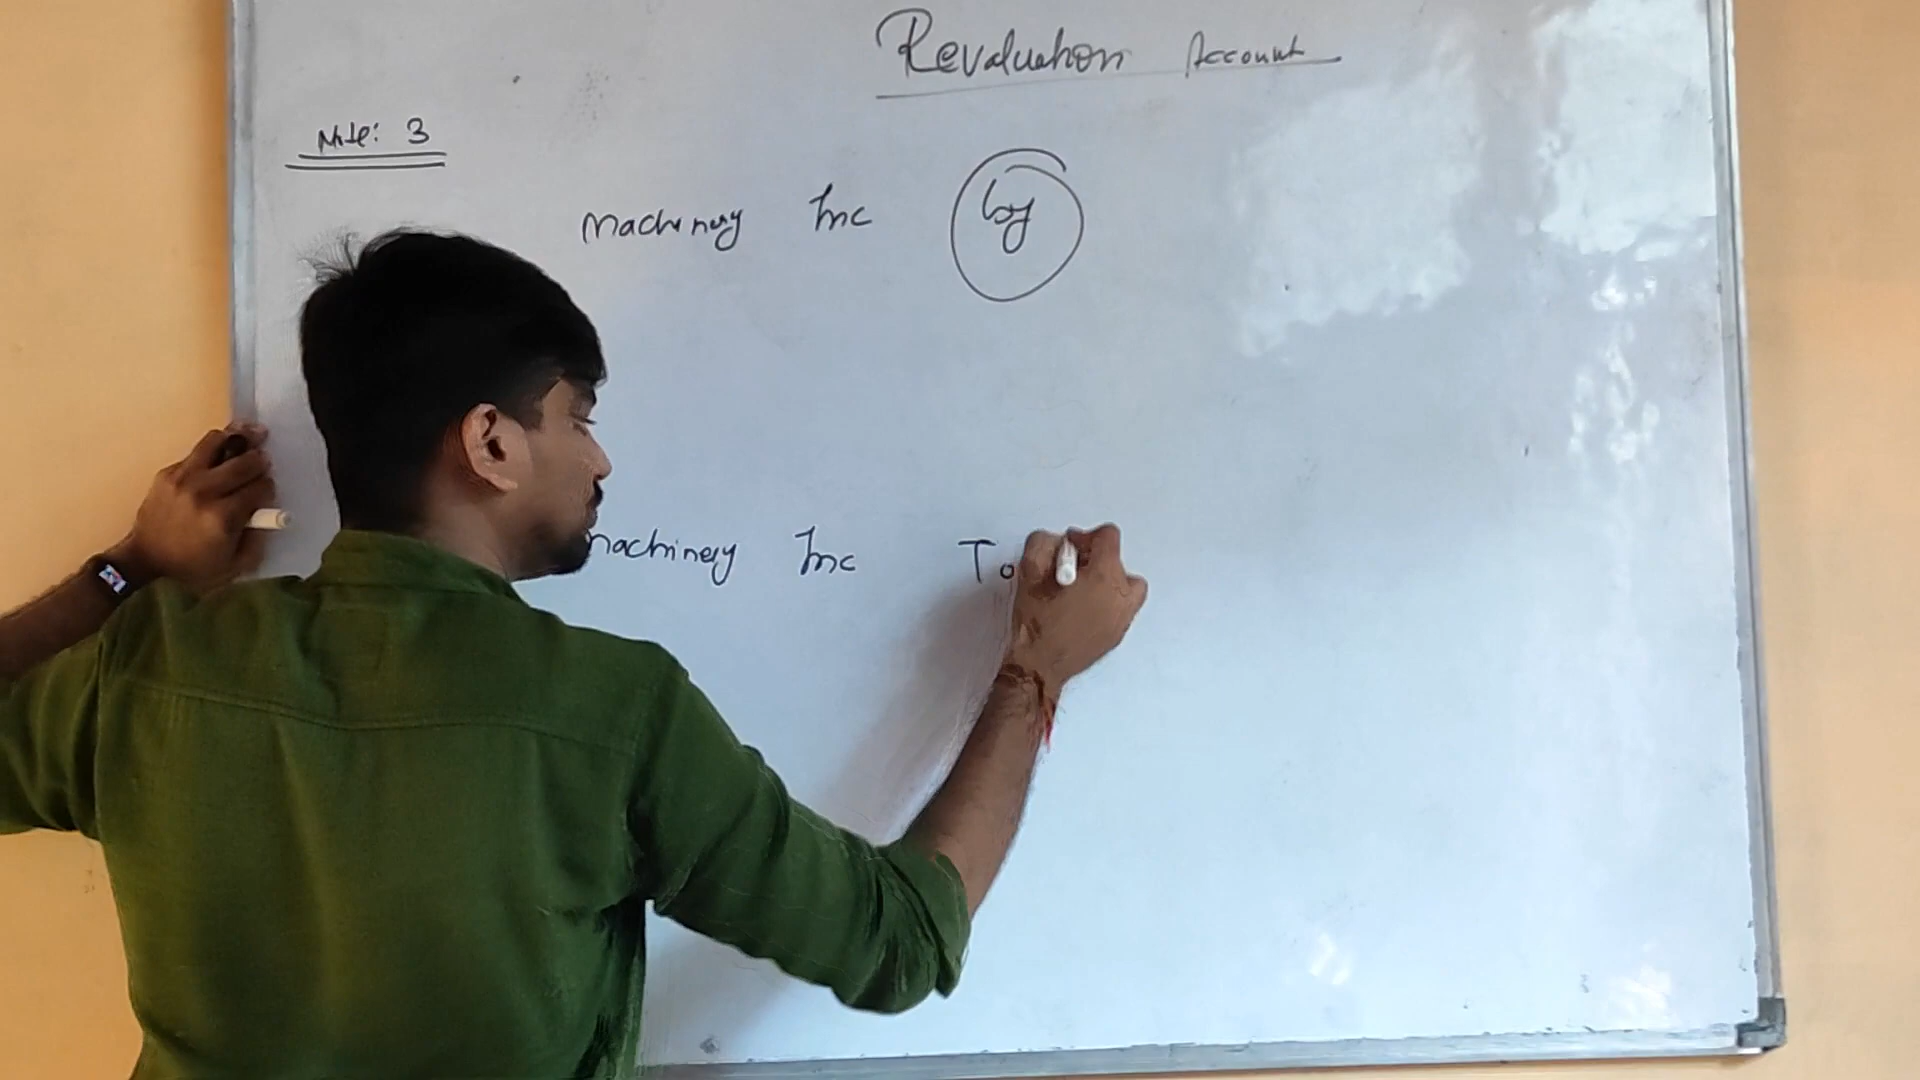 Revaluation Account
Note: 3
Machinery Inc by
Machinery Inc To